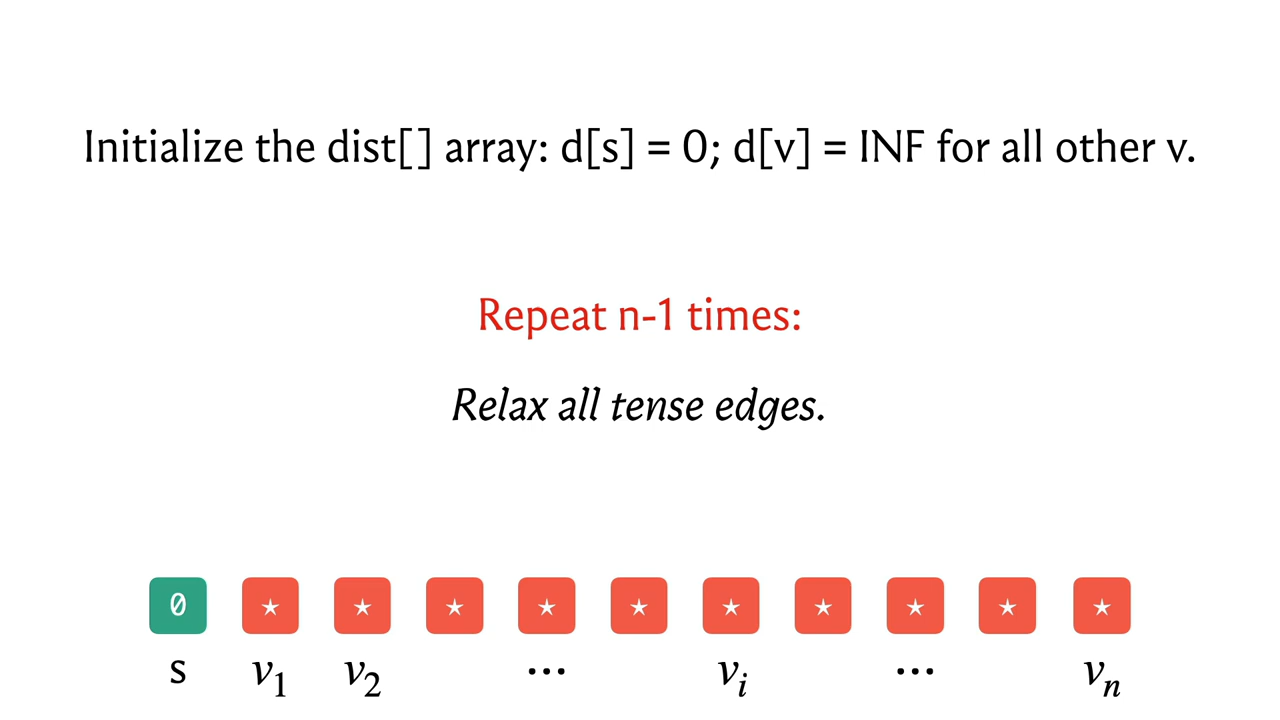 Initialize the dist[] array: d[s] = 0; d[v] = INF for all other v.
Repeat n-1 times:
Relax all tense edges.
0 ⋆ ⋆ ⋆ ⋆ ⋆ ⋆ ⋆ ⋆ ⋆ ⋆
s v₁ v₂ ... vᵢ ... vₙ